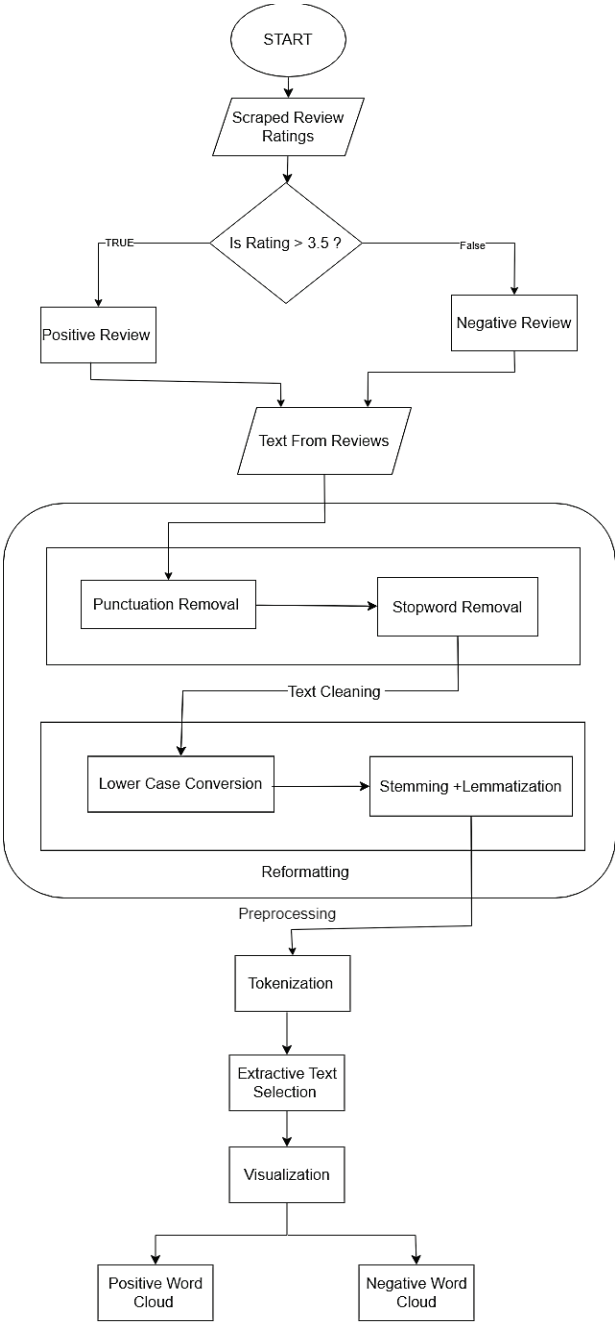 START
Scraped Review
Ratings
Is Rating > 3.5 ?
TRUE
False
Positive Review
Negative Review
Text From Reviews
Punctuation Removal
Stopword Removal
Text Cleaning
Lower Case Conversion
Stemming +Lemmatization
Reformatting
Preprocessing
Tokenization
Extractive Text
Selection
Visualization
Positive Word
Cloud
Negative Word
Cloud